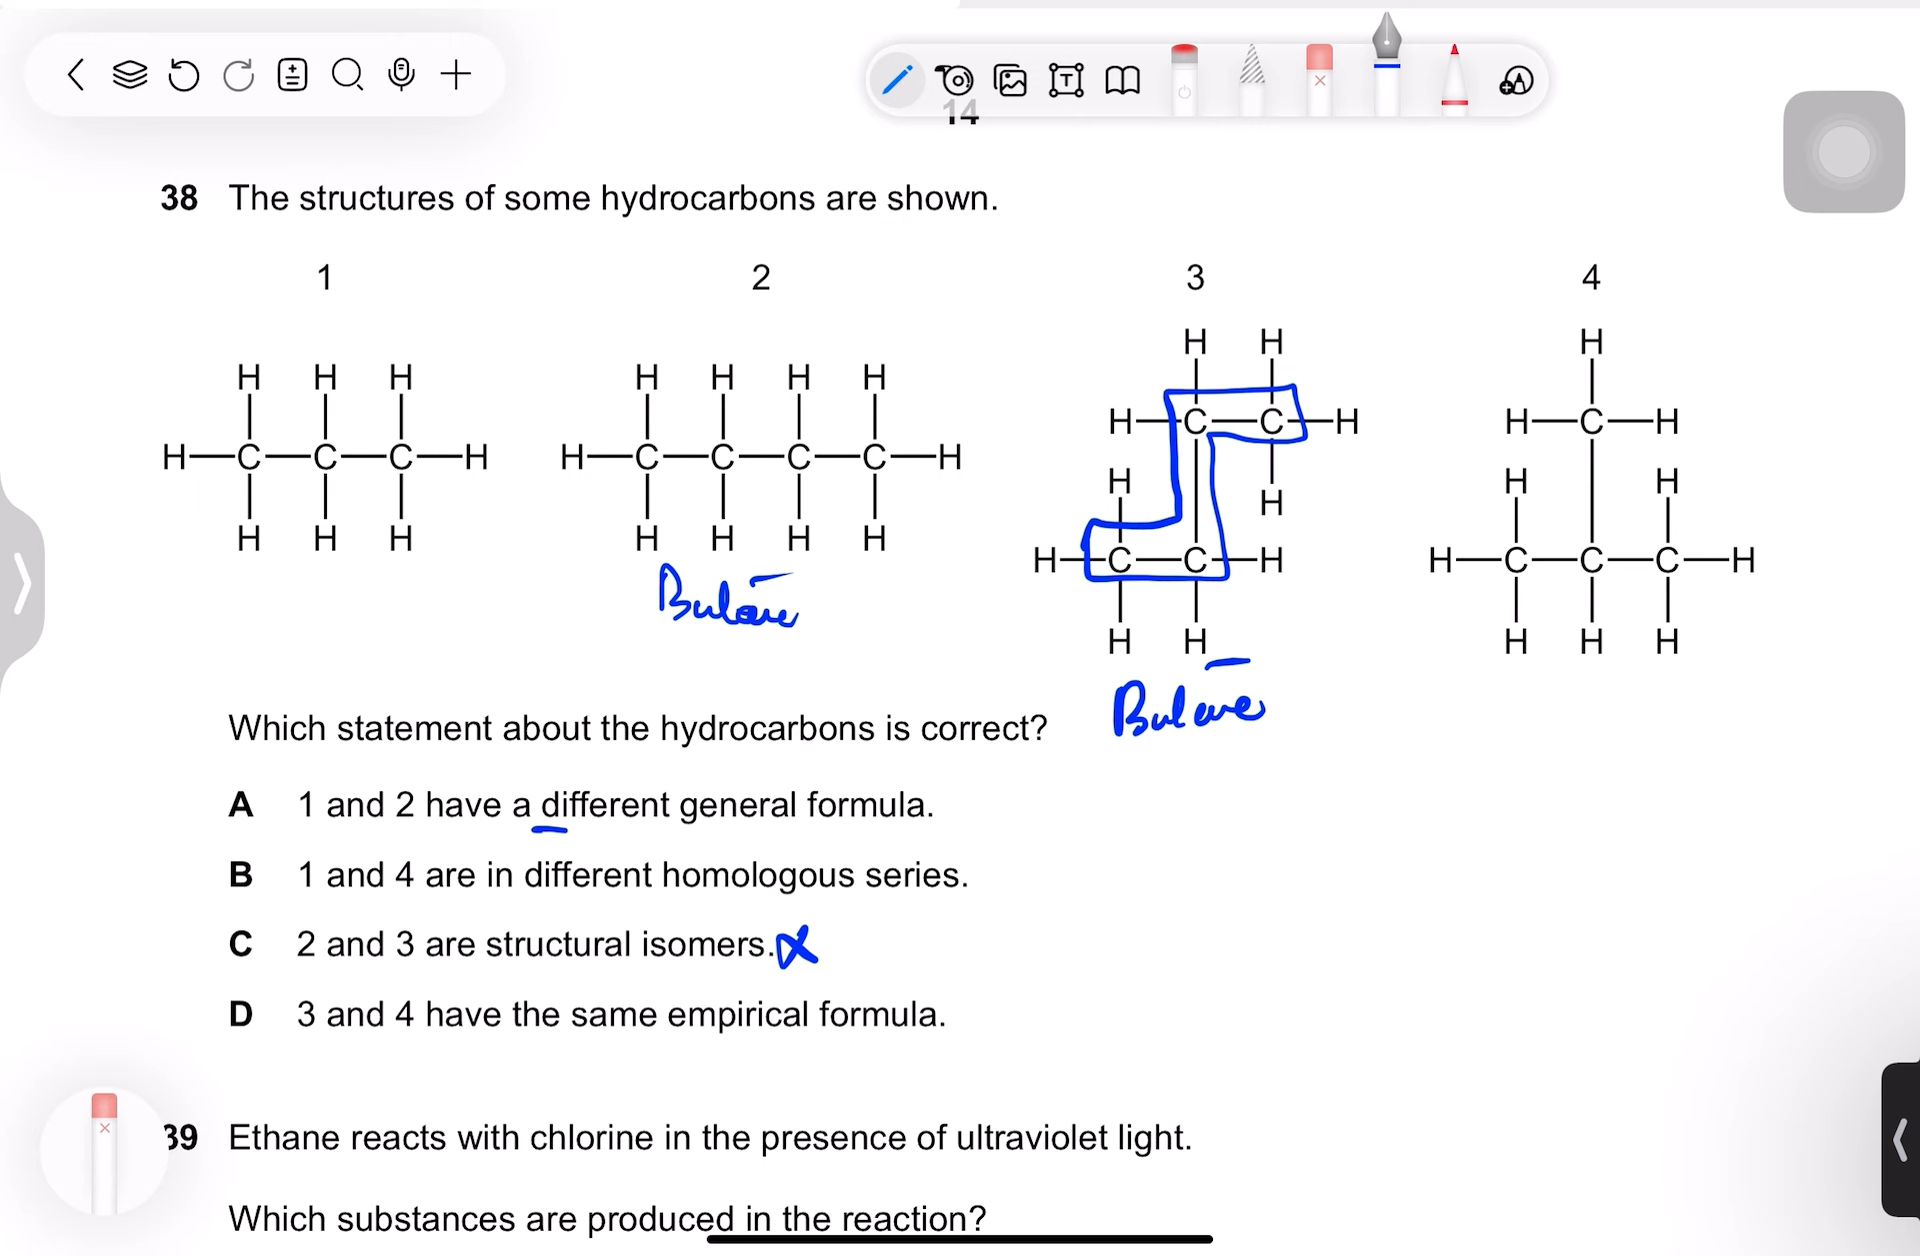 14
38 The structures of some hydrocarbons are shown.
1 2 3 4
H H
H
H H H H H H H
H C C H
H C H
H C C C H H C C C C H
H H
H
H H
H H H H H H H
H C C H
H C C C H
Butane
H H
H H H
Butane
Which statement about the hydrocarbons is correct?
A 1 and 2 have a different general formula.
B 1 and 4 are in different homologous series.
C 2 and 3 are structural isomers. X
D 3 and 4 have the same empirical formula.
39 Ethane reacts with chlorine in the presence of ultraviolet light.
Which substances are produced in the reaction?